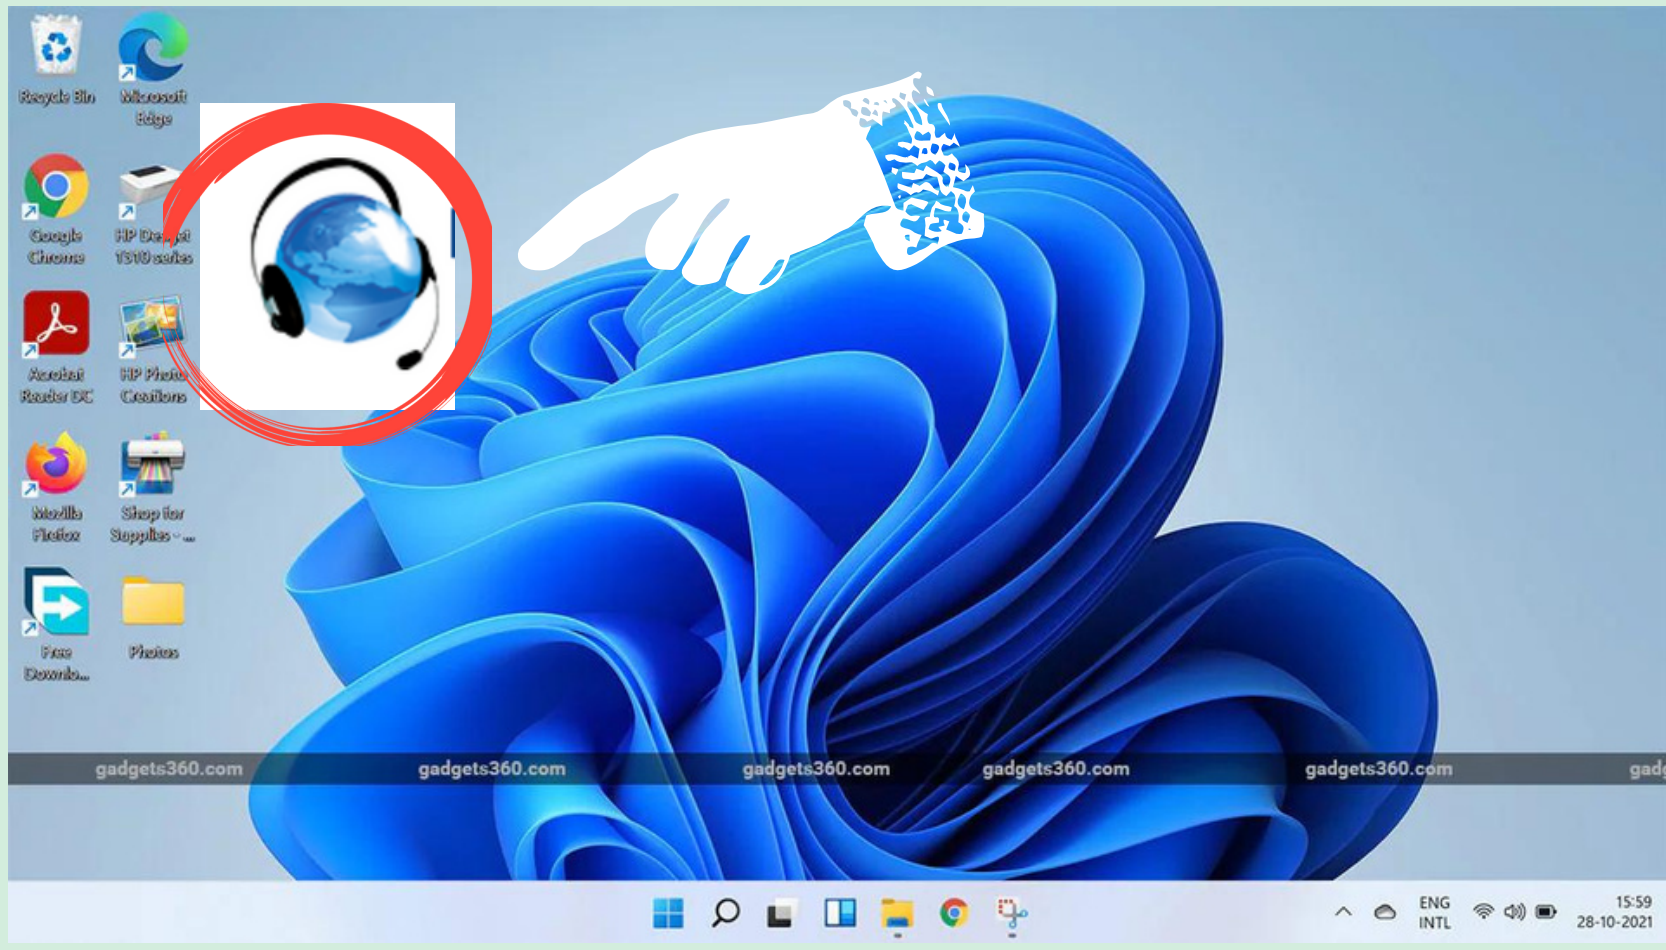 Recycle Bin
Microsoft
Edge
Google
Chrome
HP Deskjet
1510 series
Acrobat
Reader DC
HP Photo
Creations
Mozilla
Firefox
Shop for
Supplies - ...
Free
Downlo...
Photos
gadgets360.com gadgets360.com gadgets360.com gadgets360.com gadgets360.com gadg
ENG
INTL
15:59
28-10-2021